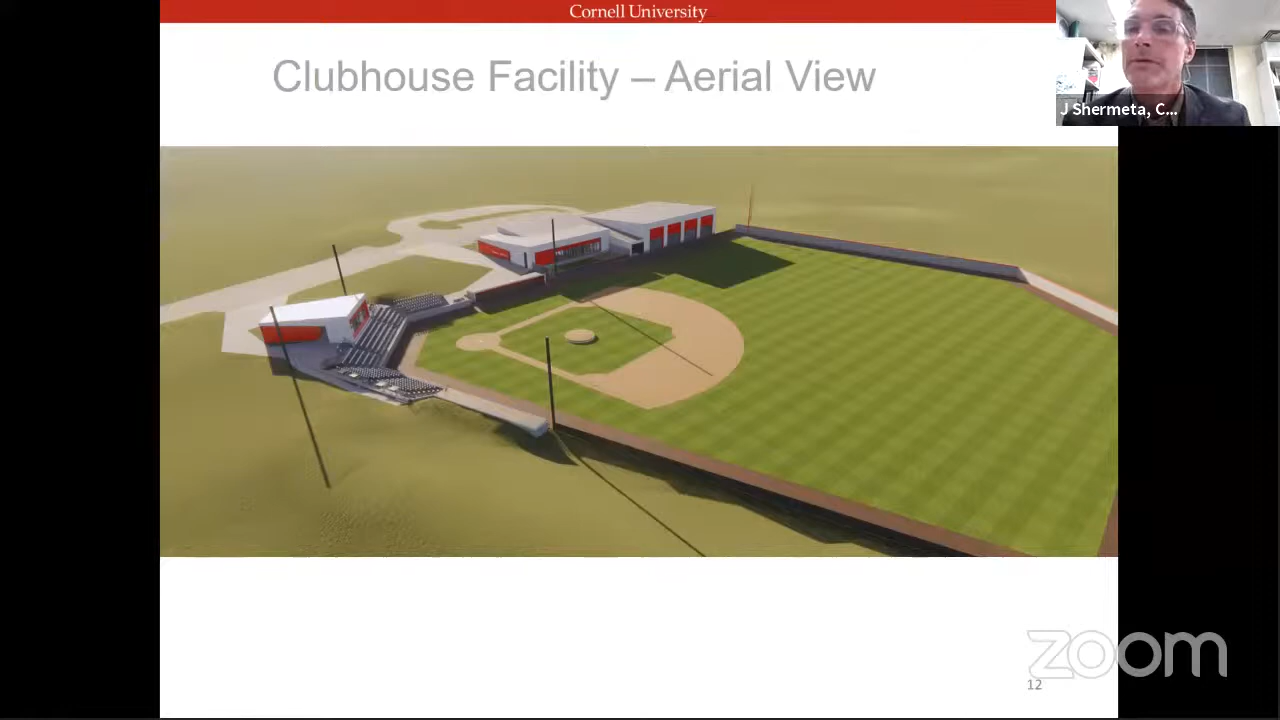 Cornell University
Clubhouse Facility – Aerial View
J Shermeta, C...
zoom
12